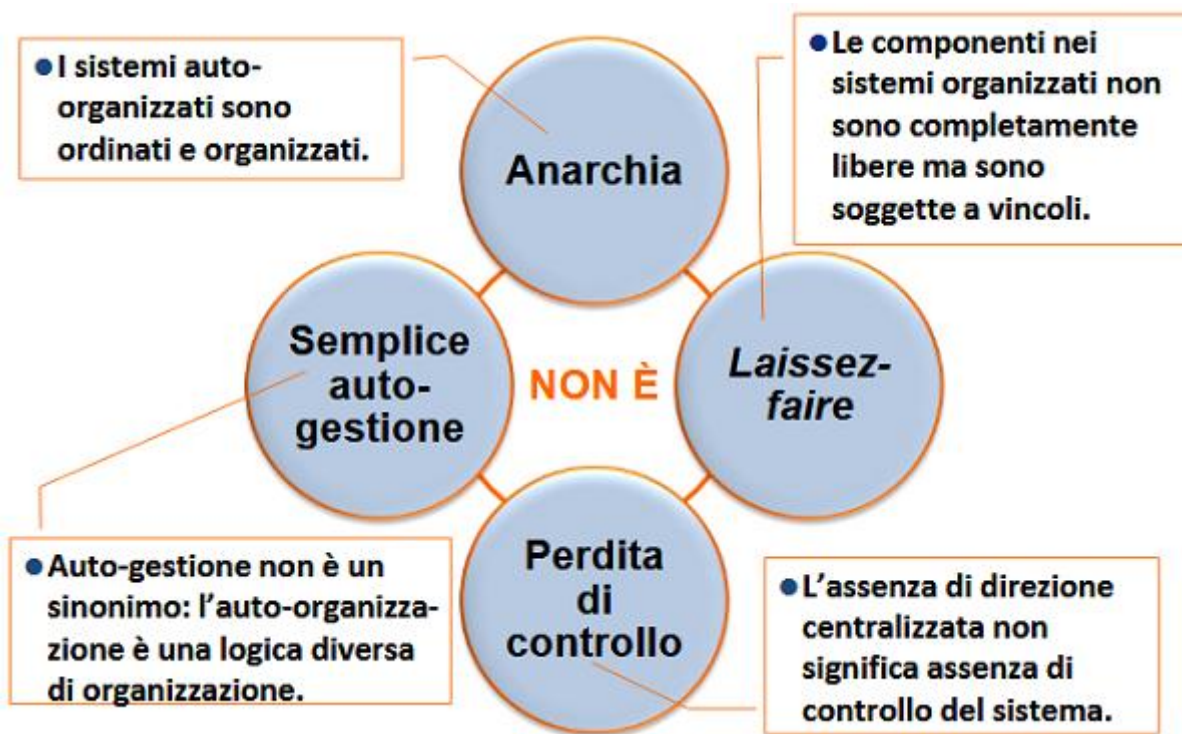 ● I sistemi auto-
organizzati sono
ordinati e organizzati.
Anarchia
● Le componenti nei
sistemi organizzati non
sono completamente
libere ma sono
soggette a vincoli.
Semplice
auto-
gestione
NON È
Laissez-
faire
Perdita
di
controllo
● Auto-gestione non è un
sinonimo: l’auto-organizza-
zione è una logica diversa
di organizzazione.
● L’assenza di direzione
centralizzata non
significa assenza di
controllo del sistema.